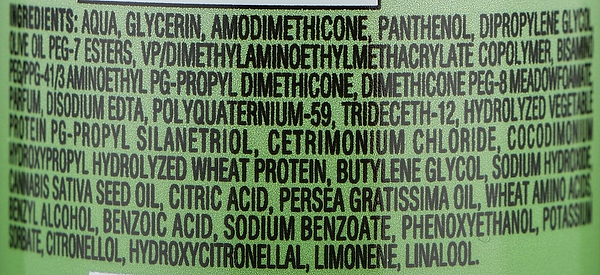 INGREDIENTS: AQUA, GLYCERIN, AMODIMETHICONE, PANTHENOL, DIPROPYLENE GLYCOL,
OLIVE OIL PEG-7 ESTERS, VP/DIMETHYLAMINOETHYLMETHACRYLATE COPOLYMER, BISAMINO
PEG/PPG-41/3 AMINOETHYL PG-PROPYL DIMETHICONE, DIMETHICONE PEG-8 MEADOWFOAMATE,
PARFUM, DISODIUM EDTA, POLYQUATERNIUM-59, TRIDECETH-12, HYDROLYZED VEGETABLE
PROTEIN PG-PROPYL SILANETRIOL, CETRIMONIUM CHLORIDE, COCODIMONIUM
HYDROXYPROPYL HYDROLYZED WHEAT PROTEIN, BUTYLENE GLYCOL, SODIUM HYDROXIDE,
CANNABIS SATIVA SEED OIL, CITRIC ACID, PERSEA GRATISSIMA OIL, WHEAT AMINO ACIDS,
BENZYL ALCOHOL, BENZOIC ACID, SODIUM BENZOATE, PHENOXYETHANOL, POTASSIUM
SORBATE, CITRONELLOL, HYDROXYCITRONELLAL, LIMONENE, LINALOOL.